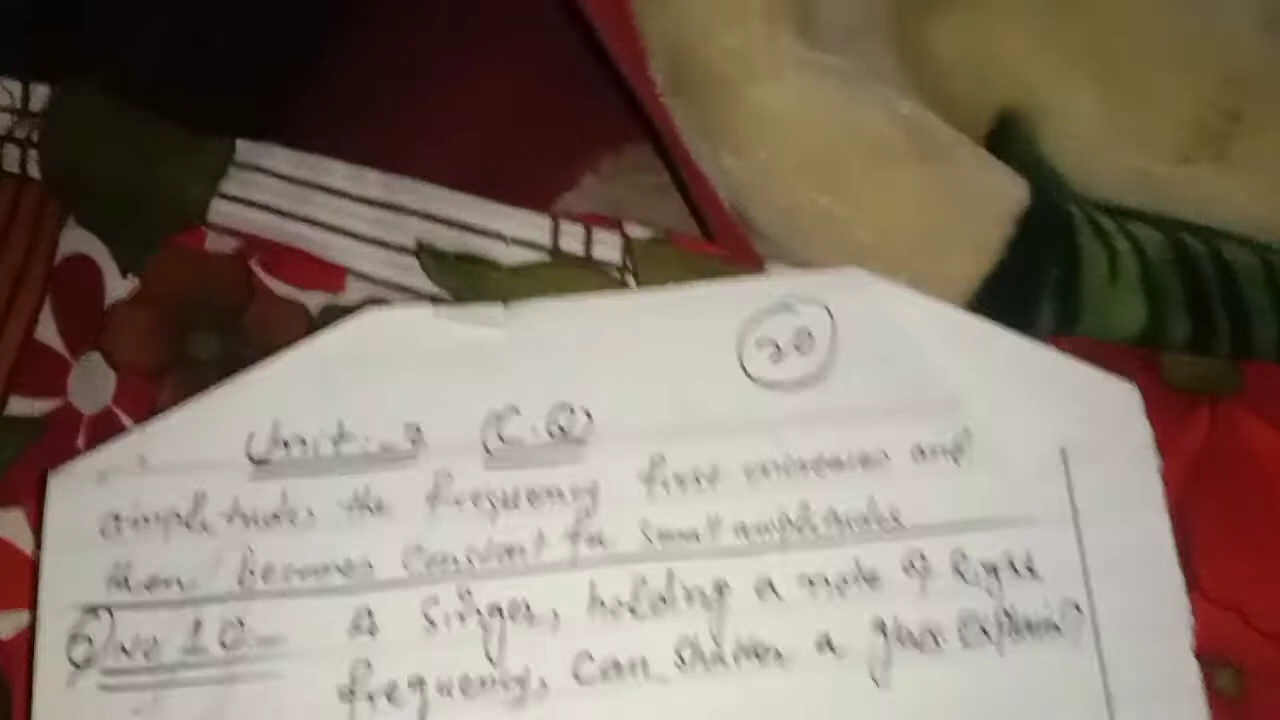 20
Unit - (C.Q)
amplitudes the frequency first increases and
then becomes constant for small amplitudes
Q No 10:- A singer, holding a note of Right
frequency, can shatter a glass explain?